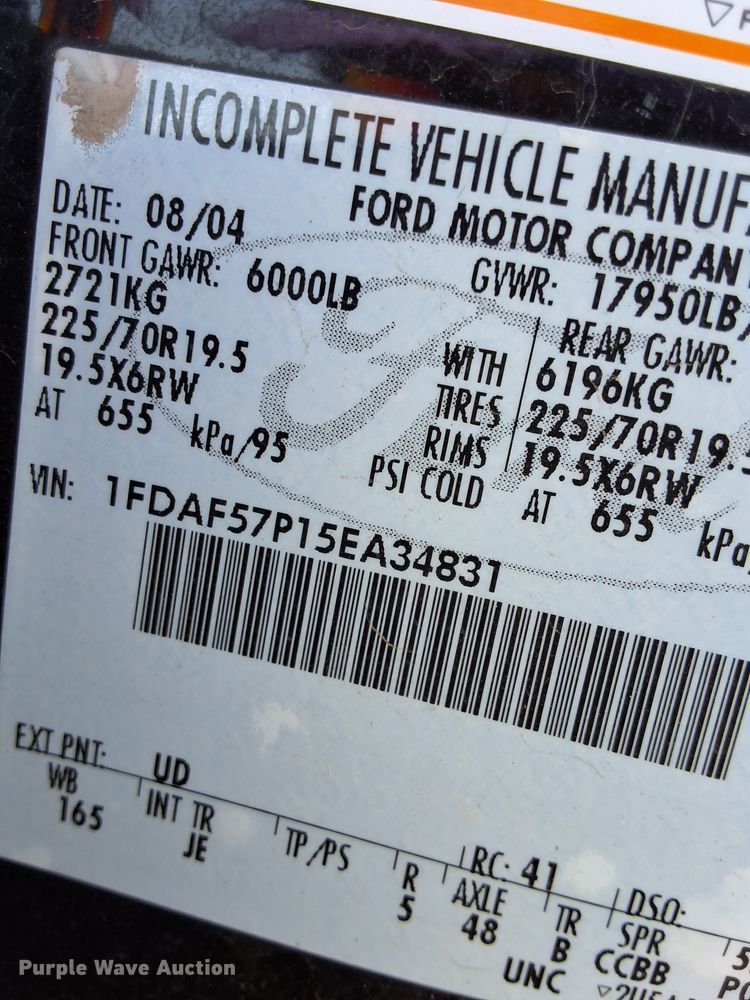 INCOMPLETE VEHICLE
FORD MOTOR COMPANY
DATE: 08/04 GVWR: 17950LB/
FRONT GAWR: 6000LB REAR GAWR:
2721KG WITH 6196KG
225/70R19.5 TIRES 225/70R19.5
19.5X6RW RIMS 19.5X6RW
AT 655 kPa/95 PSI COLD AT 655 kPa/
VIN: 1FDAF57P15EA34831
EXT PNT: UD RC: 41 DSO:
WB INT TR TP/PS R AXLE TR SPR
165 JE 5 48 B CCBB
UNC
Purple Wave Auction